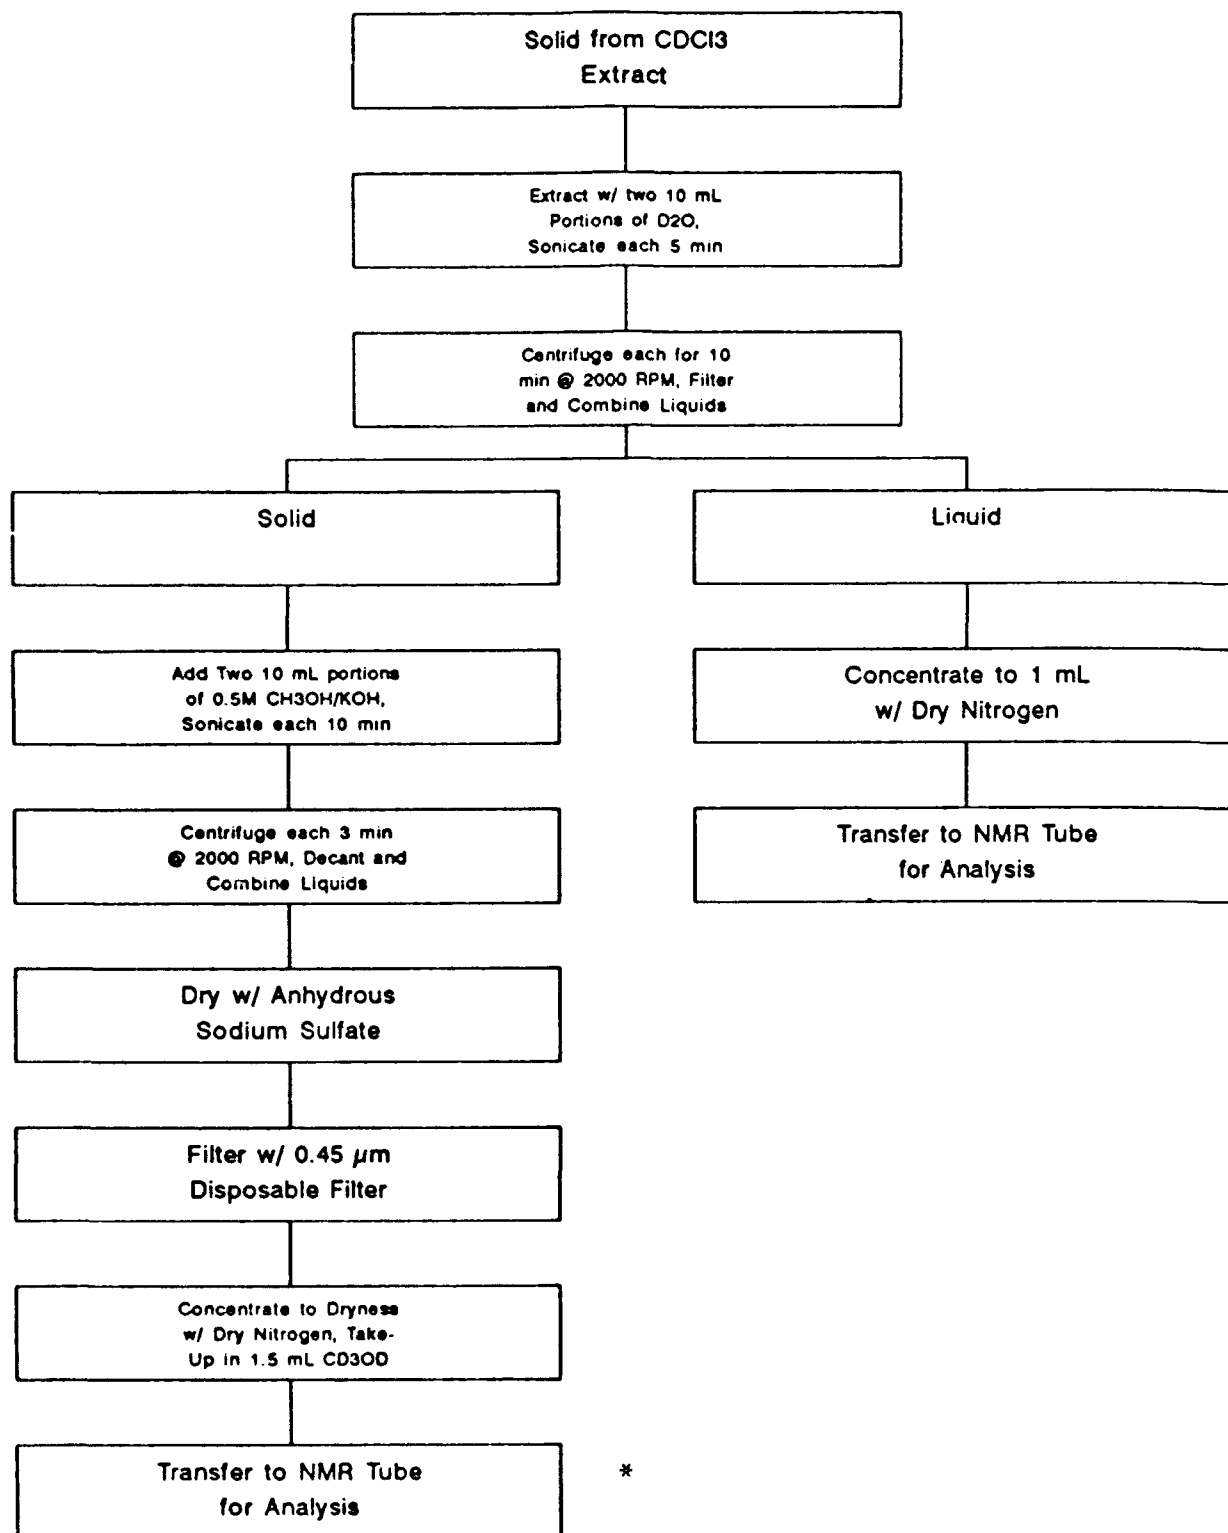 Solid from CDCl3
Extract
Extract w/ two 10 mL
Portions of D2O,
Sonicate each 5 min
Centrifuge each for 10
min @ 2000 RPM, Filter
and Combine Liquids
Solid
Liquid
Add Two 10 mL portions
of 0.5M CH3OH/KOH,
Sonicate each 10 min
Concentrate to 1 mL
w/ Dry Nitrogen
Centrifuge each 3 min
@ 2000 RPM, Decant and
Combine Liquids
Transfer to NMR Tube
for Analysis
Dry w/ Anhydrous
Sodium Sulfate
Filter w/ 0.45 µm
Disposable Filter
Concentrate to Dryness
w/ Dry Nitrogen, Take-
Up in 1.5 mL CD3OD
Transfer to NMR Tube
for Analysis
*